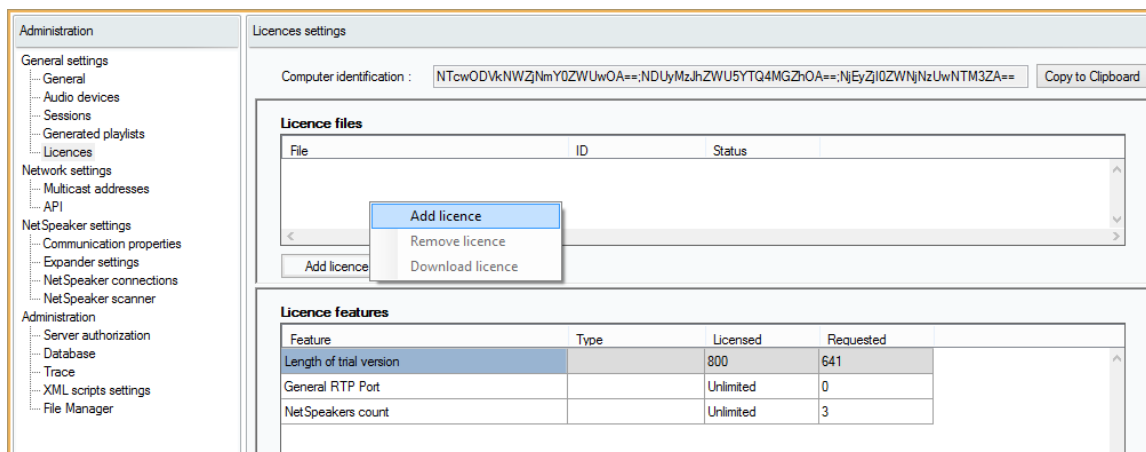 Administration
General settings
General
Audio devices
Sessions
Generated playlists
Licences
Network settings
Multicast addresses
API
NetSpeaker settings
Communication properties
Expander settings
NetSpeaker connections
NetSpeaker scanner
Administration
Server authorization
Database
Trace
XML scripts settings
File Manager
Licences settings
Computer identification : NTcwODVkNWZjNmY0ZWUwOA==;NDUyMzJhZWU5YTQ4MGZhOA==;NjEyZjI0ZWNjNzUwNTM3ZA== Copy to Clipboard
Licence files
File ID Status
Add licence
Remove licence
Add licence Download licence
Licence features
Feature Type Licensed Requested
Length of trial version 800 641
General RTP Port Unlimited 0
NetSpeakers count Unlimited 3